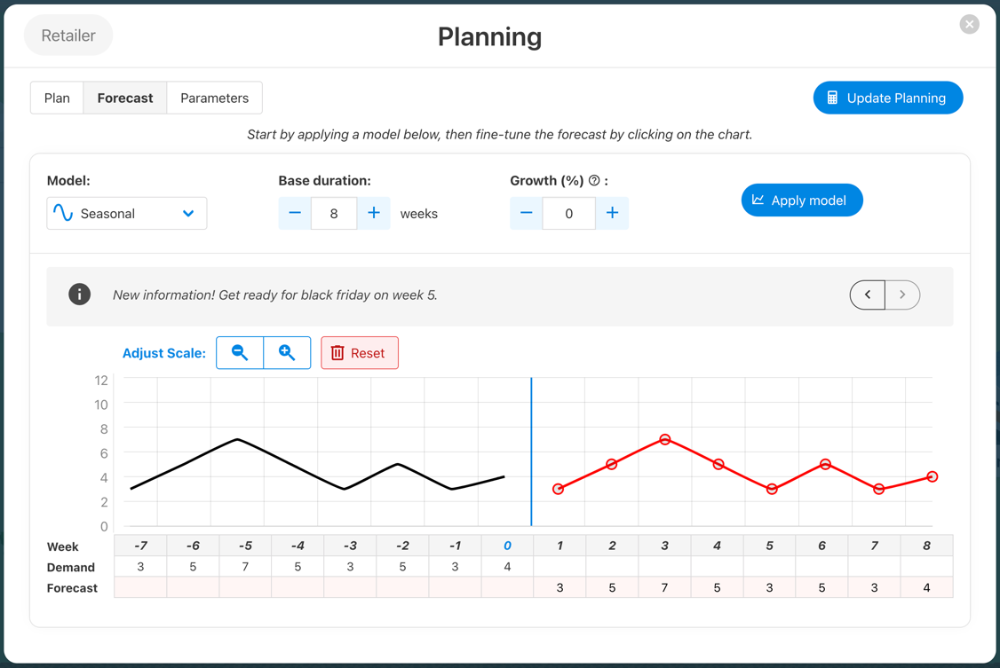 Retailer
Planning
Plan Forecast Parameters
Update Planning
Start by applying a model below, then fine-tune the forecast by clicking on the chart.
Model: Base duration: Growth (%) ? :
Seasonal 8 weeks 0 Apply model
New information! Get ready for black friday on week 5.
Adjust Scale: Reset
12
10
8
6
4
2
0
Week -7 -6 -5 -4 -3 -2 -1 0 1 2 3 4 5 6 7 8
Demand 3 5 7 5 3 5 3 4
Forecast 3 5 7 5 3 5 3 4